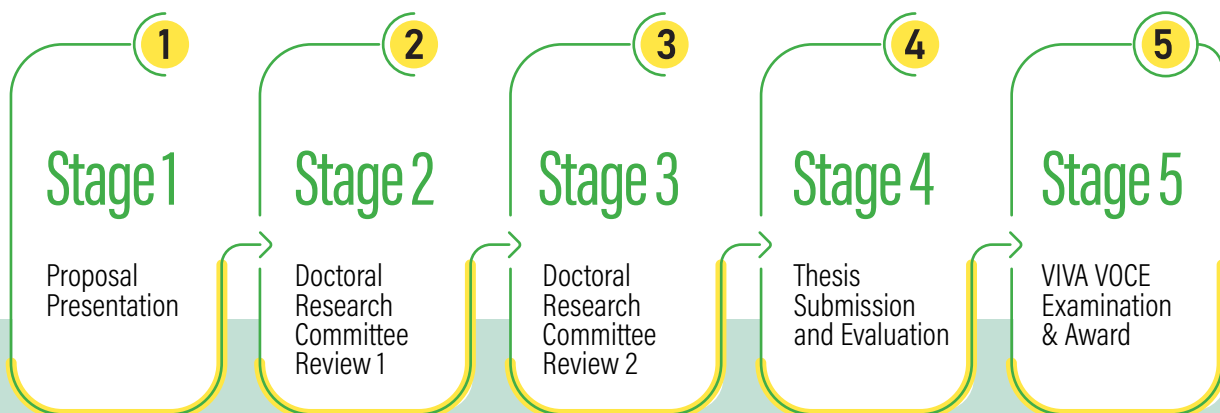 1
Stage 1
Proposal
Presentation
2
Stage 2
Doctoral
Research
Committee
Review 1
3
Stage 3
Doctoral
Research
Committee
Review 2
4
Stage 4
Thesis
Submission
and Evaluation
5
Stage 5
VIVA VOCE
Examination
& Award